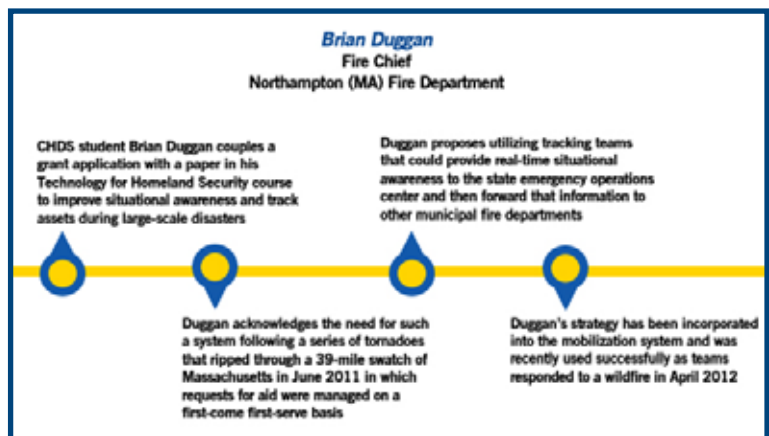 Brian Duggan
Fire Chief
Northampton (MA) Fire Department
CHDS student Brian Duggan couples a
grant application with a paper in his
Technology for Homeland Security course
to improve situational awareness and track
assets during large-scale disasters
Duggan acknowledges the need for such
a system following a series of tornadoes
that ripped through a 39-mile swatch of
Massachusetts in June 2011 in which
requests for aid were managed on a
first-come first-serve basis
Duggan proposes utilizing tracking teams
that could provide real-time situational
awareness to the state emergency operations
center and then forward that information to
other municipal fire departments
Duggan's strategy has been incorporated
into the mobilization system and was
recently used successfully as teams
responded to a wildfire in April 2012